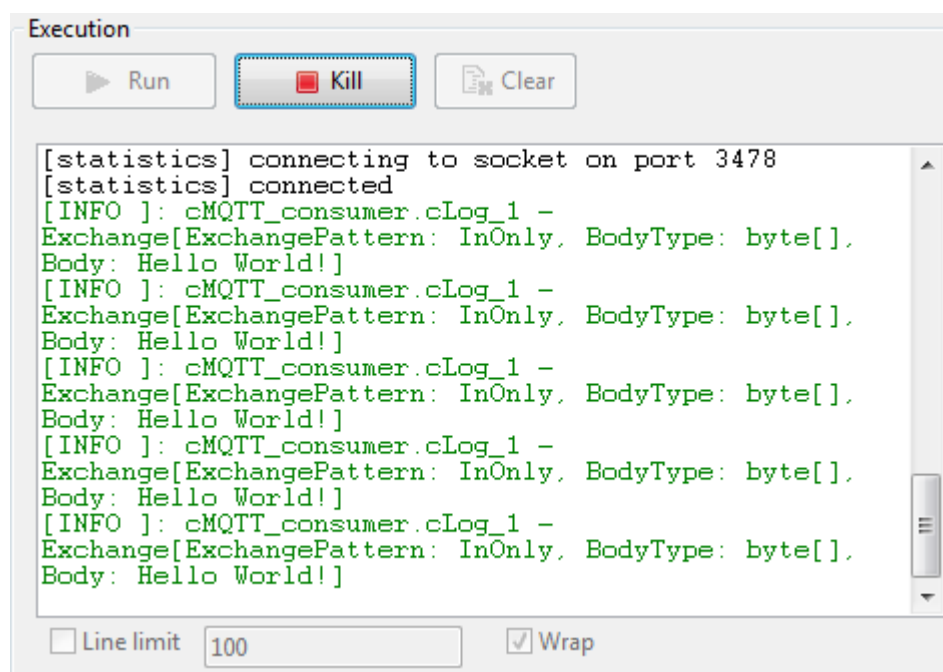 Execution
Run Kill Clear
[statistics] connecting to socket on port 3478
[statistics] connected
[INFO ]: cMQTT_consumer.cLog_1 -
Exchange[ExchangePattern: InOnly, BodyType: byte[],
Body: Hello World!]
[INFO ]: cMQTT_consumer.cLog_1 -
Exchange[ExchangePattern: InOnly, BodyType: byte[],
Body: Hello World!]
[INFO ]: cMQTT_consumer.cLog_1 -
Exchange[ExchangePattern: InOnly, BodyType: byte[],
Body: Hello World!]
[INFO ]: cMQTT_consumer.cLog_1 -
Exchange[ExchangePattern: InOnly, BodyType: byte[],
Body: Hello World!]
[INFO ]: cMQTT_consumer.cLog_1 -
Exchange[ExchangePattern: InOnly, BodyType: byte[],
Body: Hello World!]
Line limit 100 Wrap